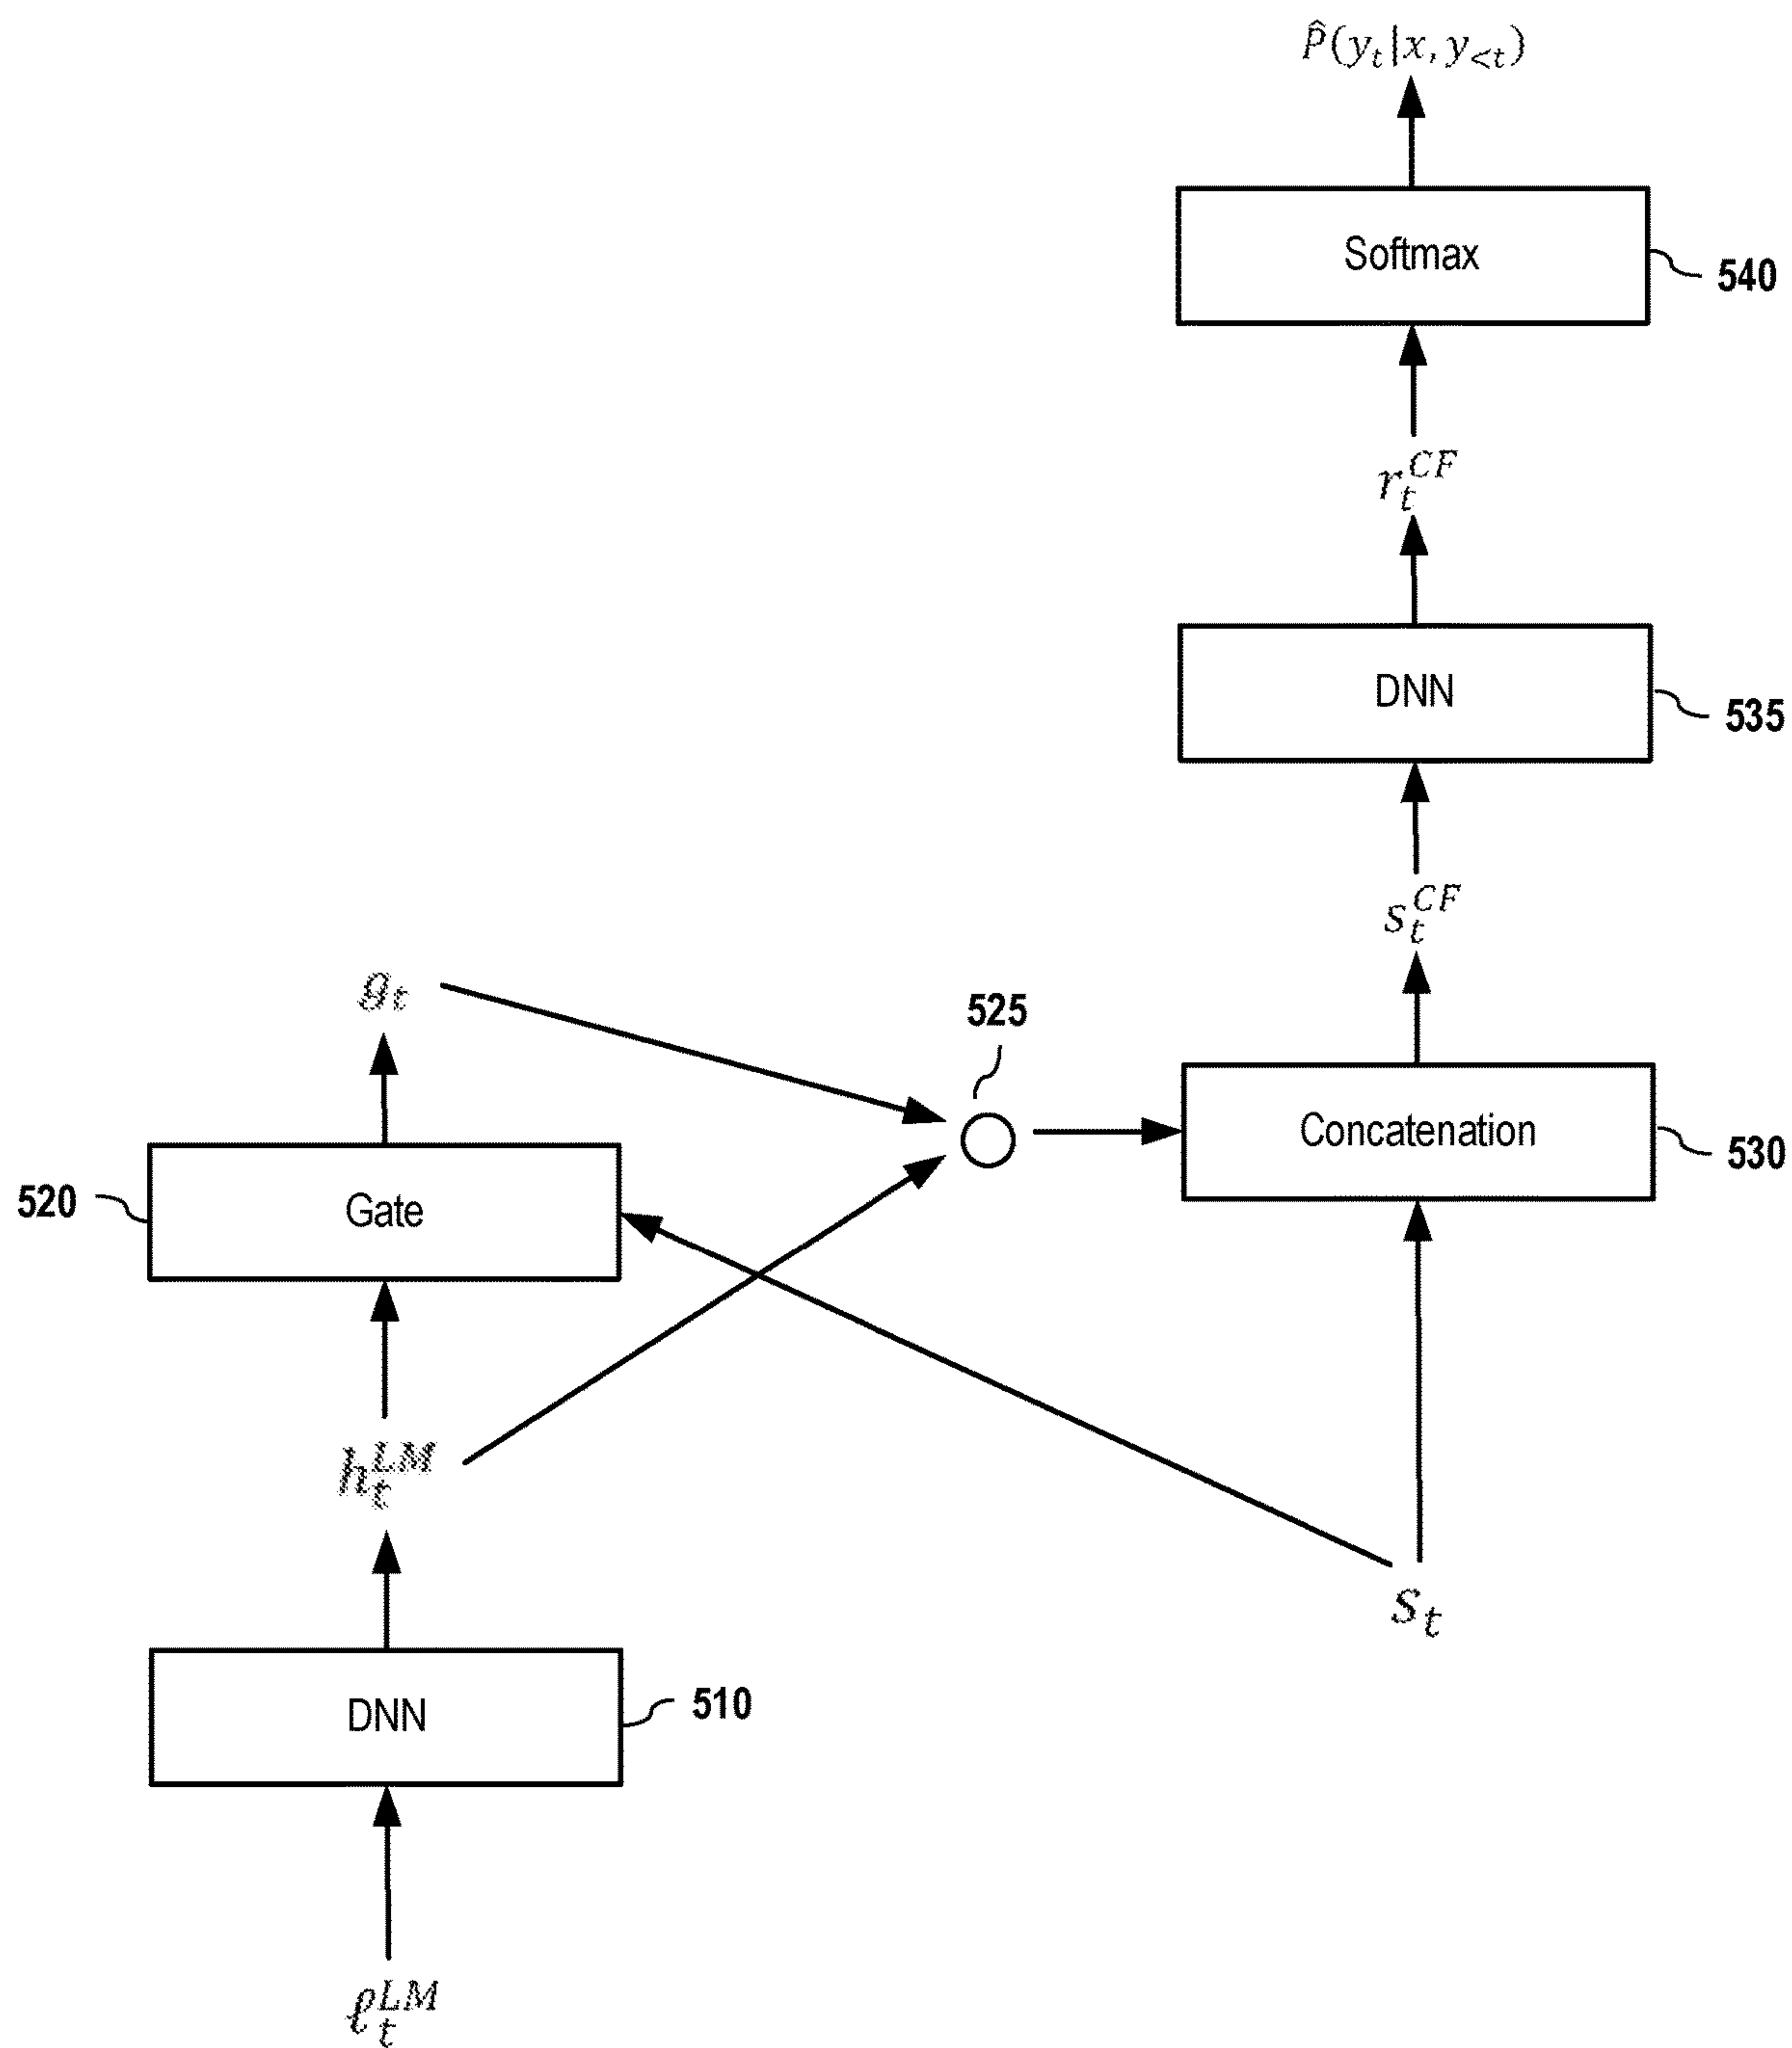 P̂(y_t|x, y_<t)
Softmax
540
r_t^CF
DNN
535
s_t^CF
g_t
525
Concatenation
530
520
Gate
h_t^LM
s_t
DNN
510
ℓ_t^LM